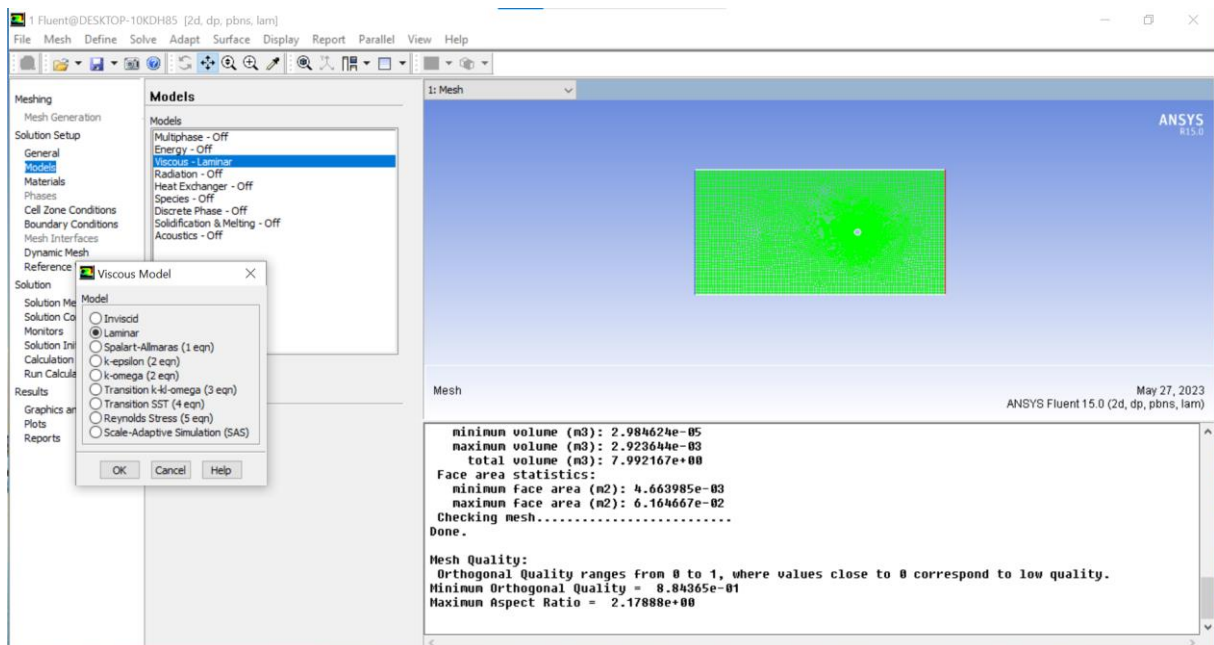 1 Fluent@DESKTOP-10KDH85 [2d, dp, pbns, lam]
File Mesh Define Solve Adapt Surface Display Report Parallel View Help
Meshing
Mesh Generation
Solution Setup
General
Models
Materials
Phases
Cell Zone Conditions
Boundary Conditions
Mesh Interfaces
Dynamic Mesh
Reference
Solution
Solution Me
Solution Co
Monitors
Solution Ini
Calculation
Run Calcula
Results
Graphics an
Plots
Reports
Models
Models
Multiphase - Off
Energy - Off
Viscous - Laminar
Radiation - Off
Heat Exchanger - Off
Species - Off
Discrete Phase - Off
Solidification & Melting - Off
Acoustics - Off
Viscous Model
Model
Inviscid
Laminar
Spalart-Allmaras (1 eqn)
k-epsilon (2 eqn)
k-omega (2 eqn)
Transition k-kl-omega (3 eqn)
Transition SST (4 eqn)
Reynolds Stress (5 eqn)
Scale-Adaptive Simulation (SAS)
OK Cancel Help
1: Mesh
ANSYS
R15.0
Mesh
May 27, 2023
ANSYS Fluent 15.0 (2d, dp, pbns, lam)
minimum volume (m3): 2.984624e-05
maximum volume (m3): 2.923644e-03
total volume (m3): 7.992167e+00
Face area statistics:
minimum face area (m2): 4.663985e-03
maximum face area (m2): 6.164667e-02
Checking mesh..........................
Done.
Mesh Quality:
Orthogonal Quality ranges from 0 to 1, where values close to 0 correspond to low quality.
Minimum Orthogonal Quality = 8.84365e-01
Maximum Aspect Ratio = 2.17888e+00